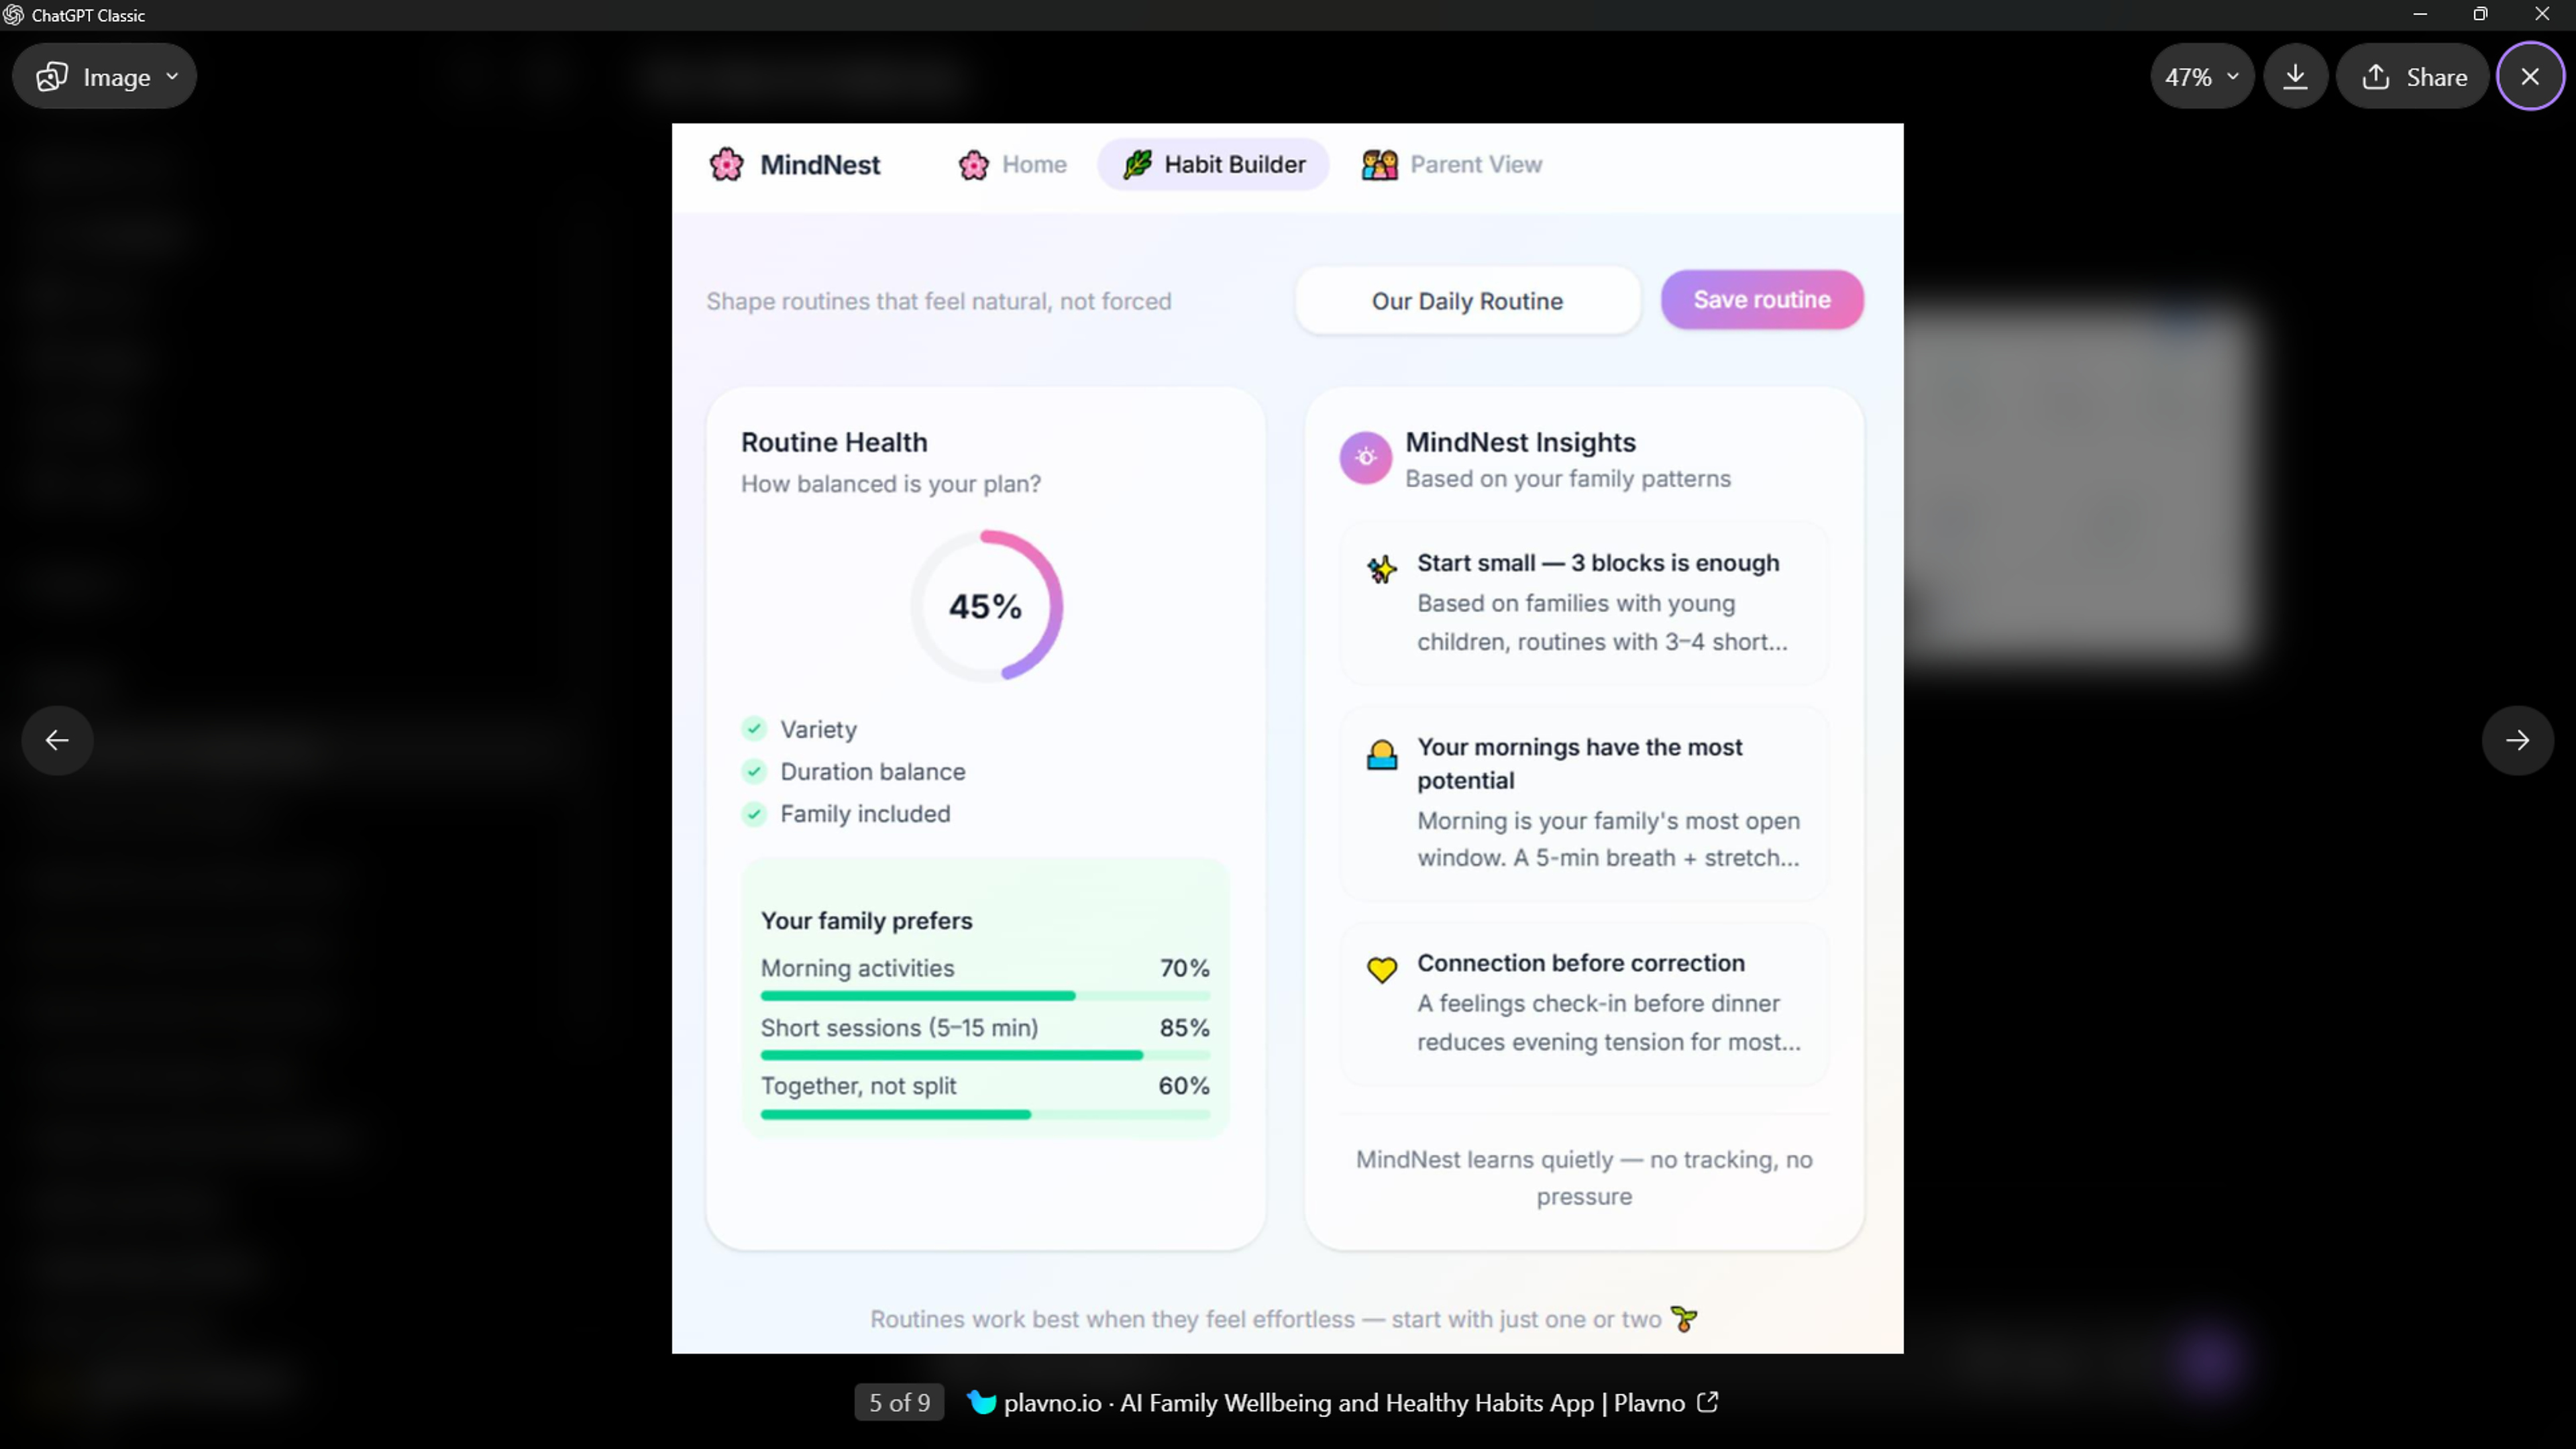 ChatGPT Classic
Image
47%
Share
MindNest
Home
Habit Builder
Parent View
Shape routines that feel natural, not forced
Our Daily Routine
Save routine
Routine Health
How balanced is your plan?
45%
Variety
Duration balance
Family included
Your family prefers
Morning activities 70%
Short sessions (5–15 min) 85%
Together, not split 60%
MindNest Insights
Based on your family patterns
Start small — 3 blocks is enough
Based on families with young
children, routines with 3–4 short...
Your mornings have the most
potential
Morning is your family's most open
window. A 5-min breath + stretch...
Connection before correction
A feelings check-in before dinner
reduces evening tension for most...
MindNest learns quietly — no tracking, no
pressure
Routines work best when they feel effortless — start with just one or two
5 of 9
plavno.io · AI Family Wellbeing and Healthy Habits App | Plavno